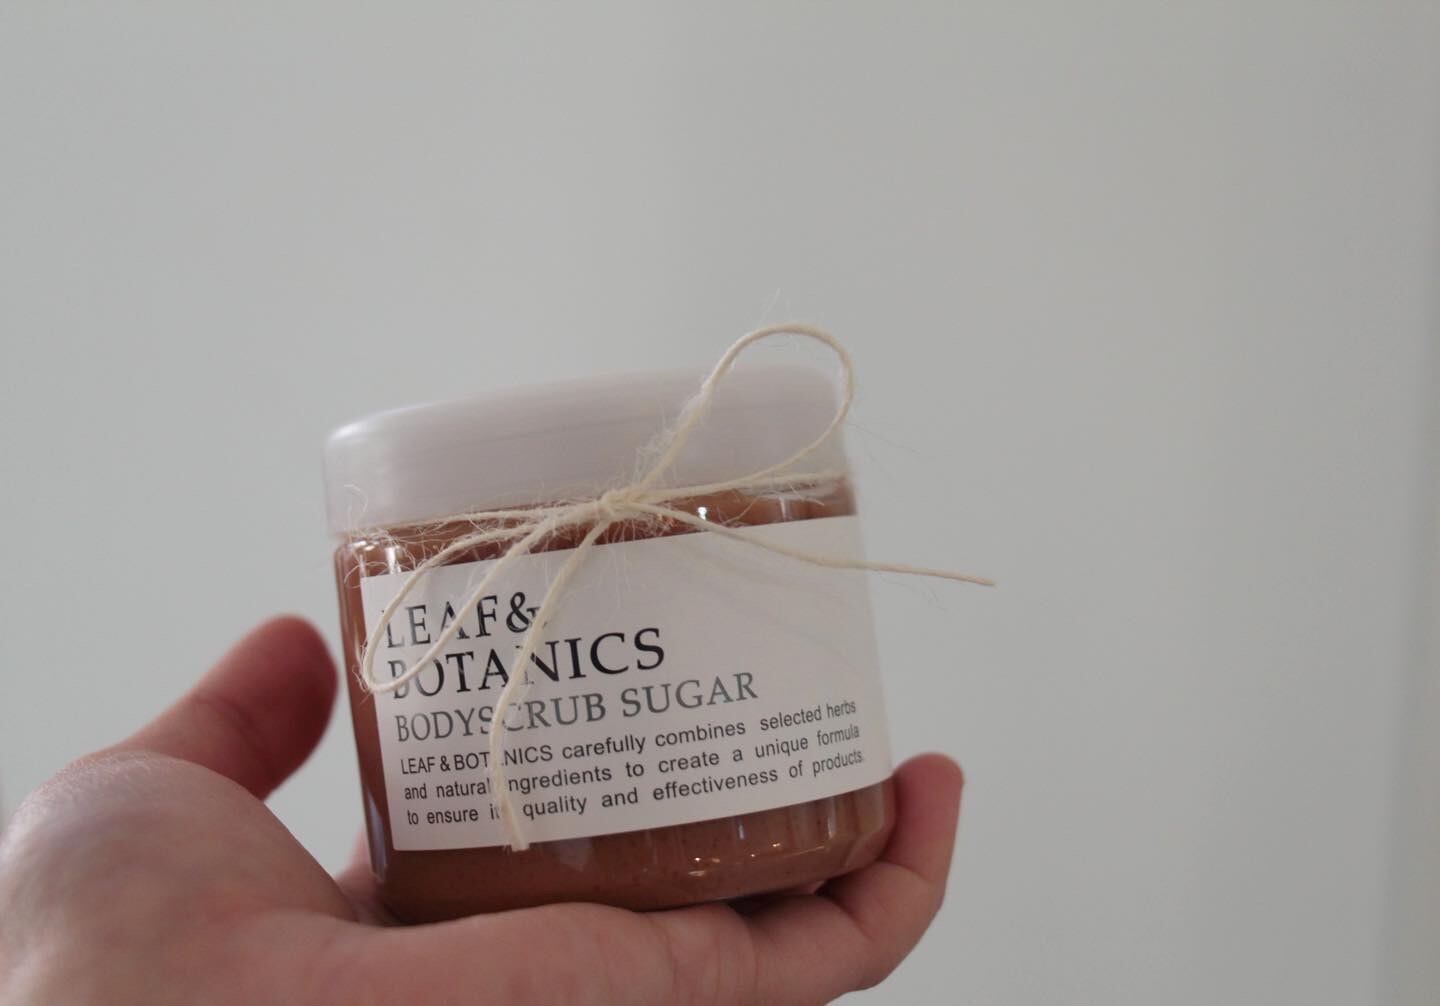 LEAF&
BOTANICS
BODYSCRUB SUGAR
LEAF & BOTANICS carefully combines selected herbs
and natural ingredients to create a unique formula
to ensure its quality and effectiveness of products.